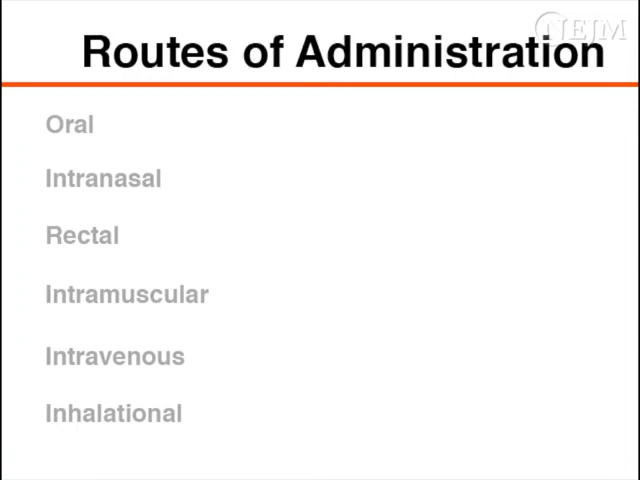 NEJM
Routes of Administration
Oral
Intranasal
Rectal
Intramuscular
Intravenous
Inhalational